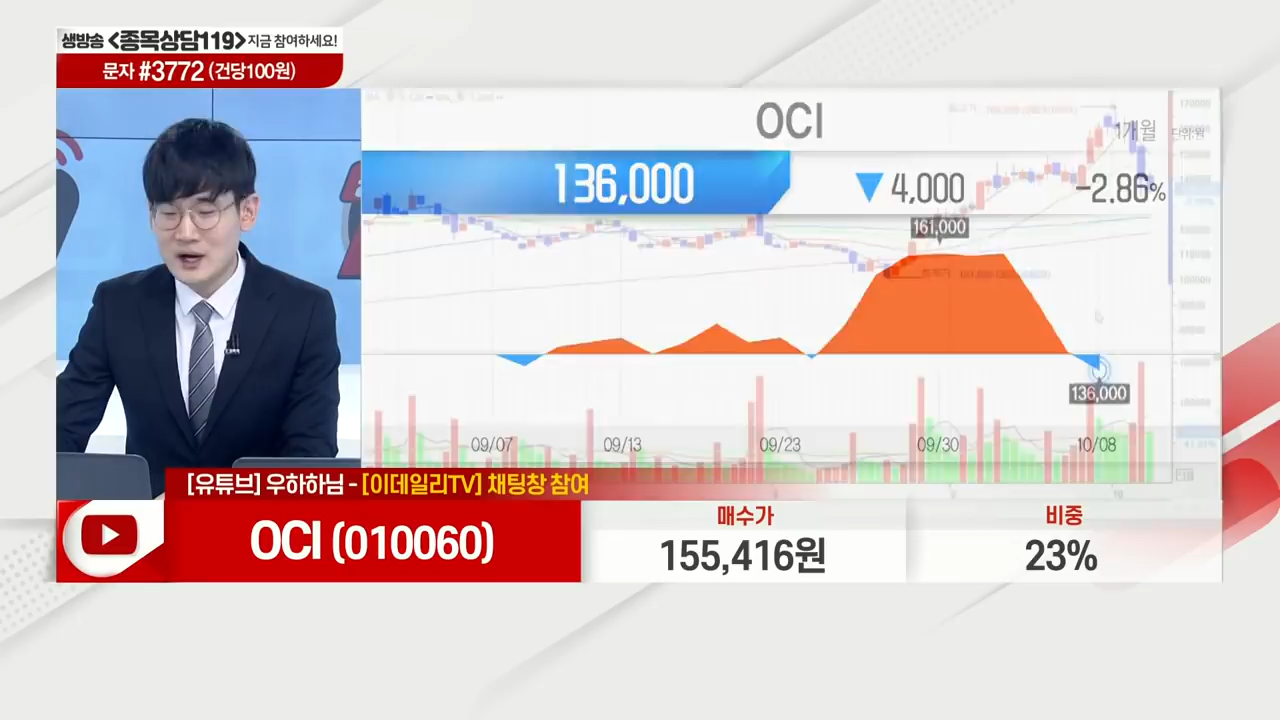 생방송 <종목상담119> 지금 참여하세요!
문자 #3772 (건당100원)
OCI
1개월
단위:원
136,000
▼ 4,000
-2.86%
161,000
136,000
09/07
09/13
09/23
09/30
10/08
[유튜브] 우하하님 - [이데일리TV] 채팅창 참여
OCI (010060)
매수가
155,416원
비중
23%